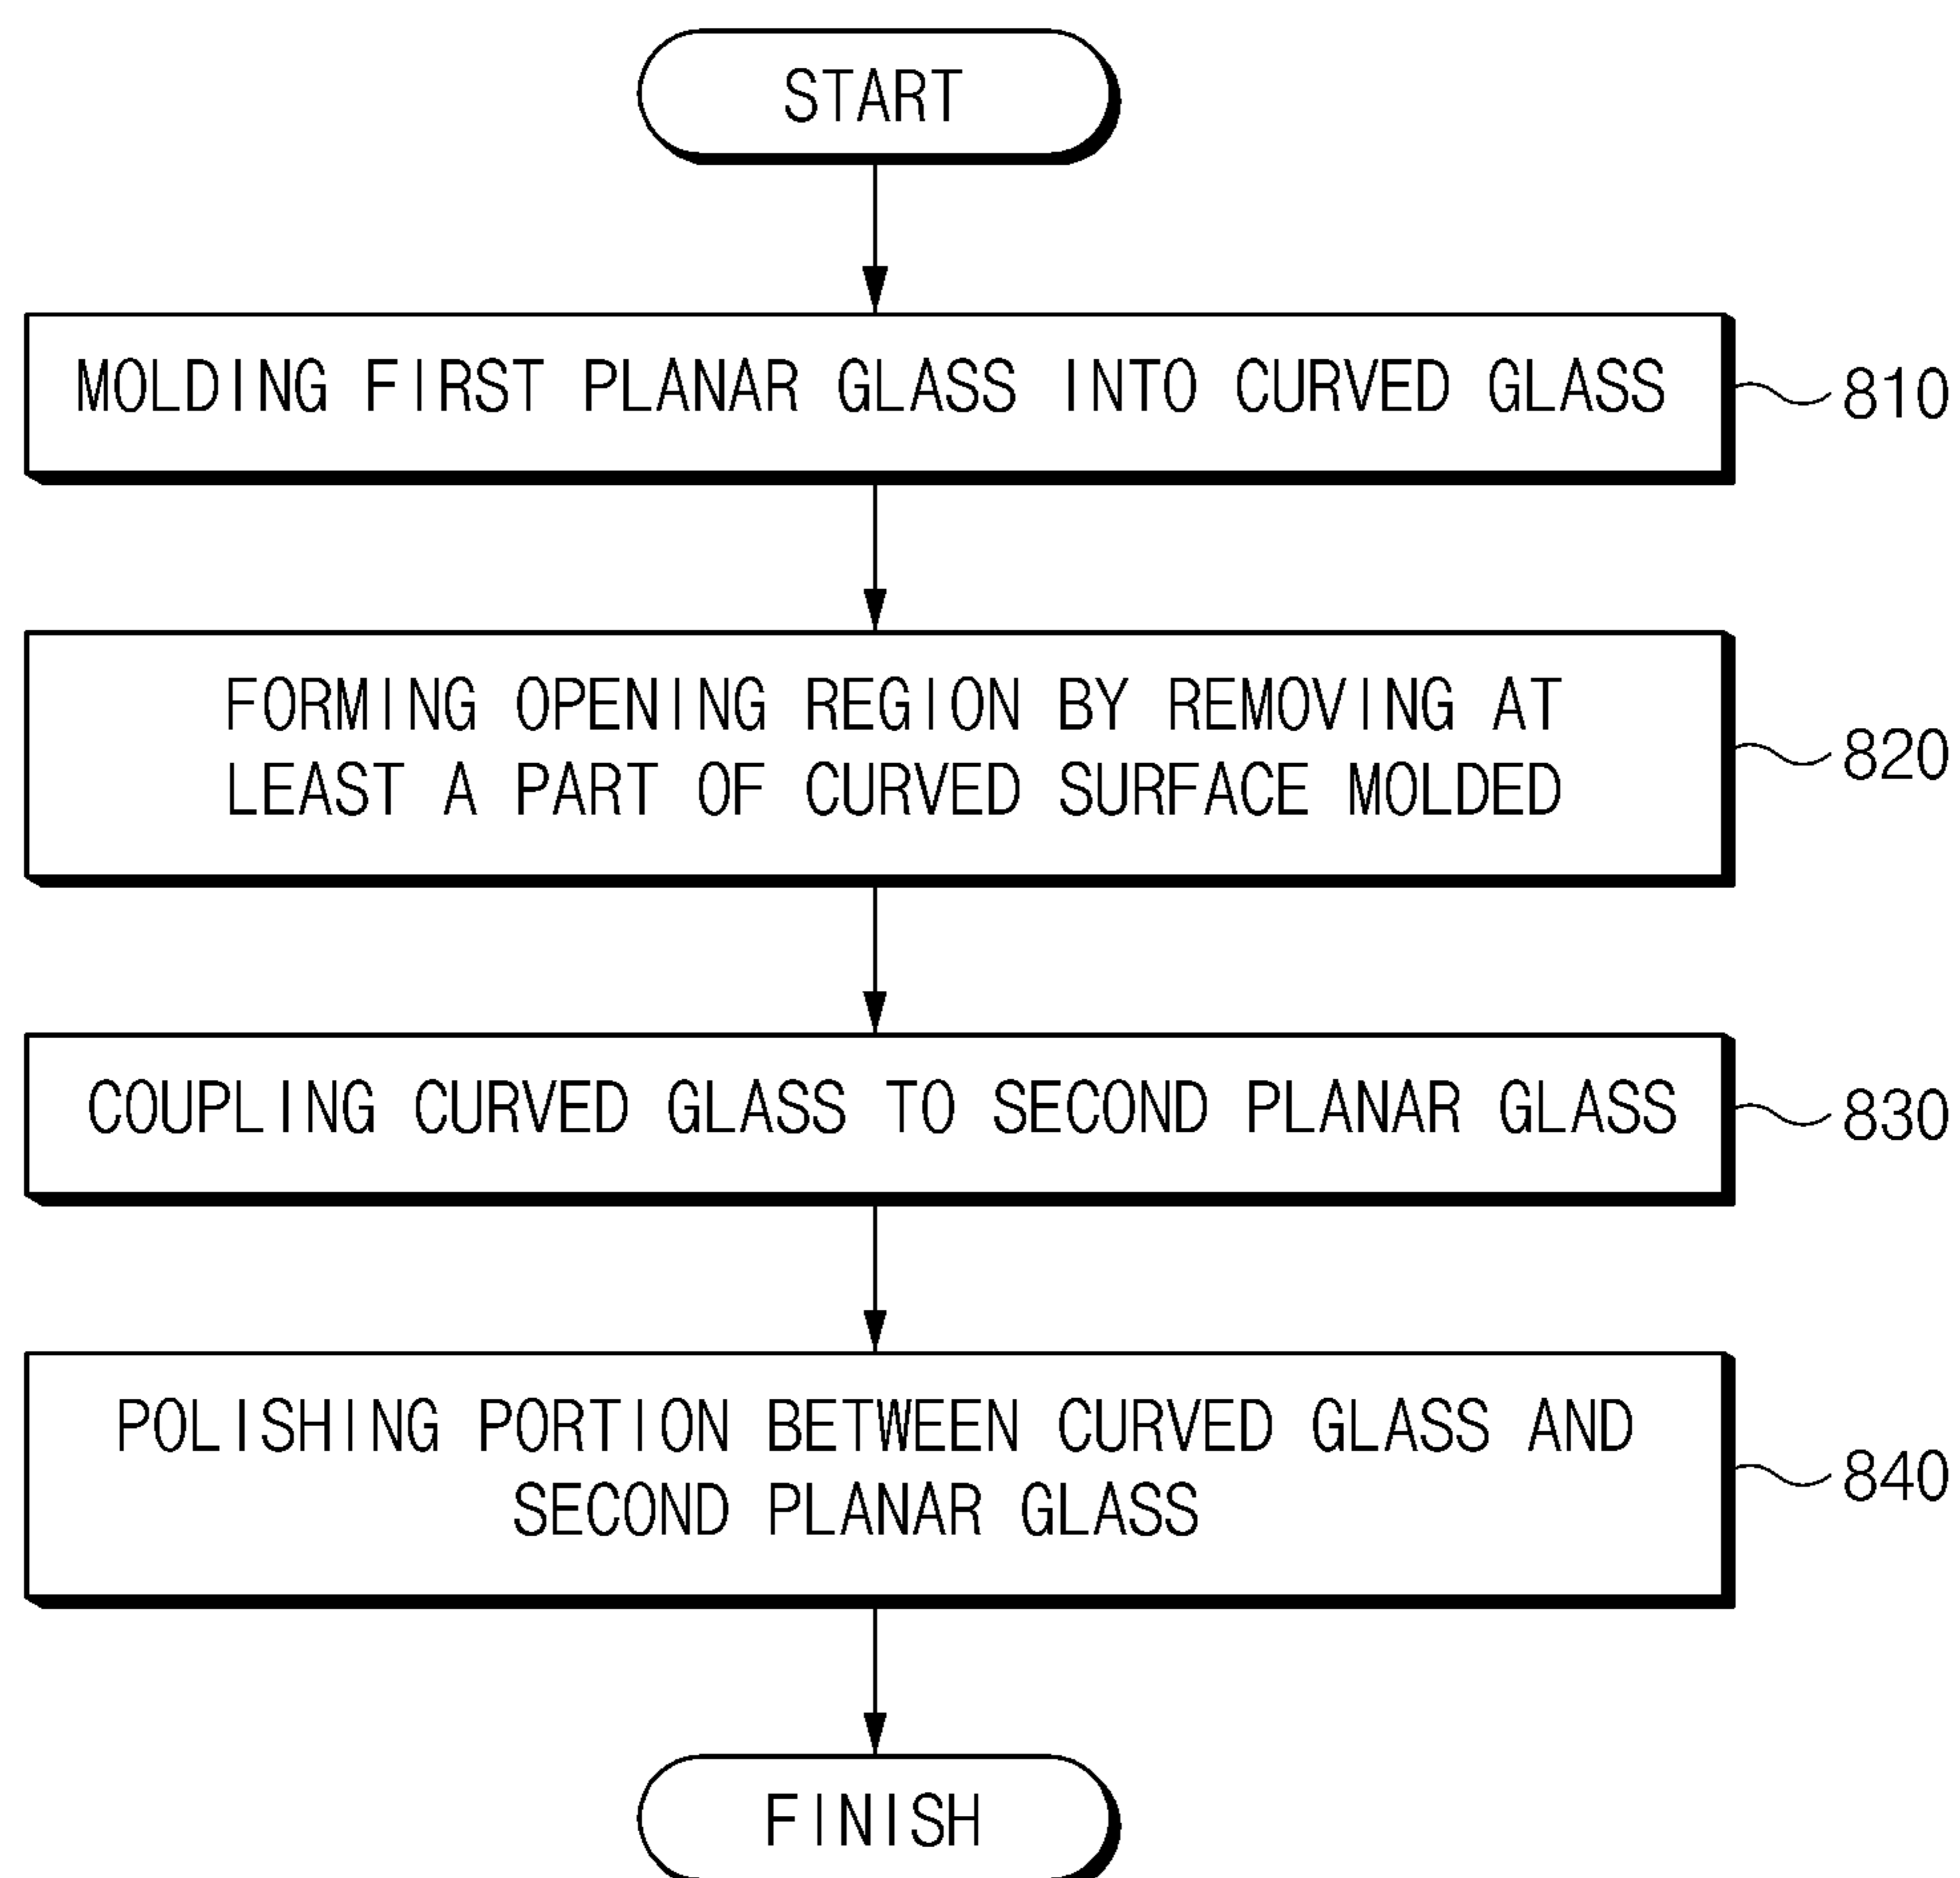 START
MOLDING FIRST PLANAR GLASS INTO CURVED GLASS
810
FORMING OPENING REGION BY REMOVING AT
LEAST A PART OF CURVED SURFACE MOLDED
820
COUPLING CURVED GLASS TO SECOND PLANAR GLASS
830
POLISHING PORTION BETWEEN CURVED GLASS AND
SECOND PLANAR GLASS
840
FINISH